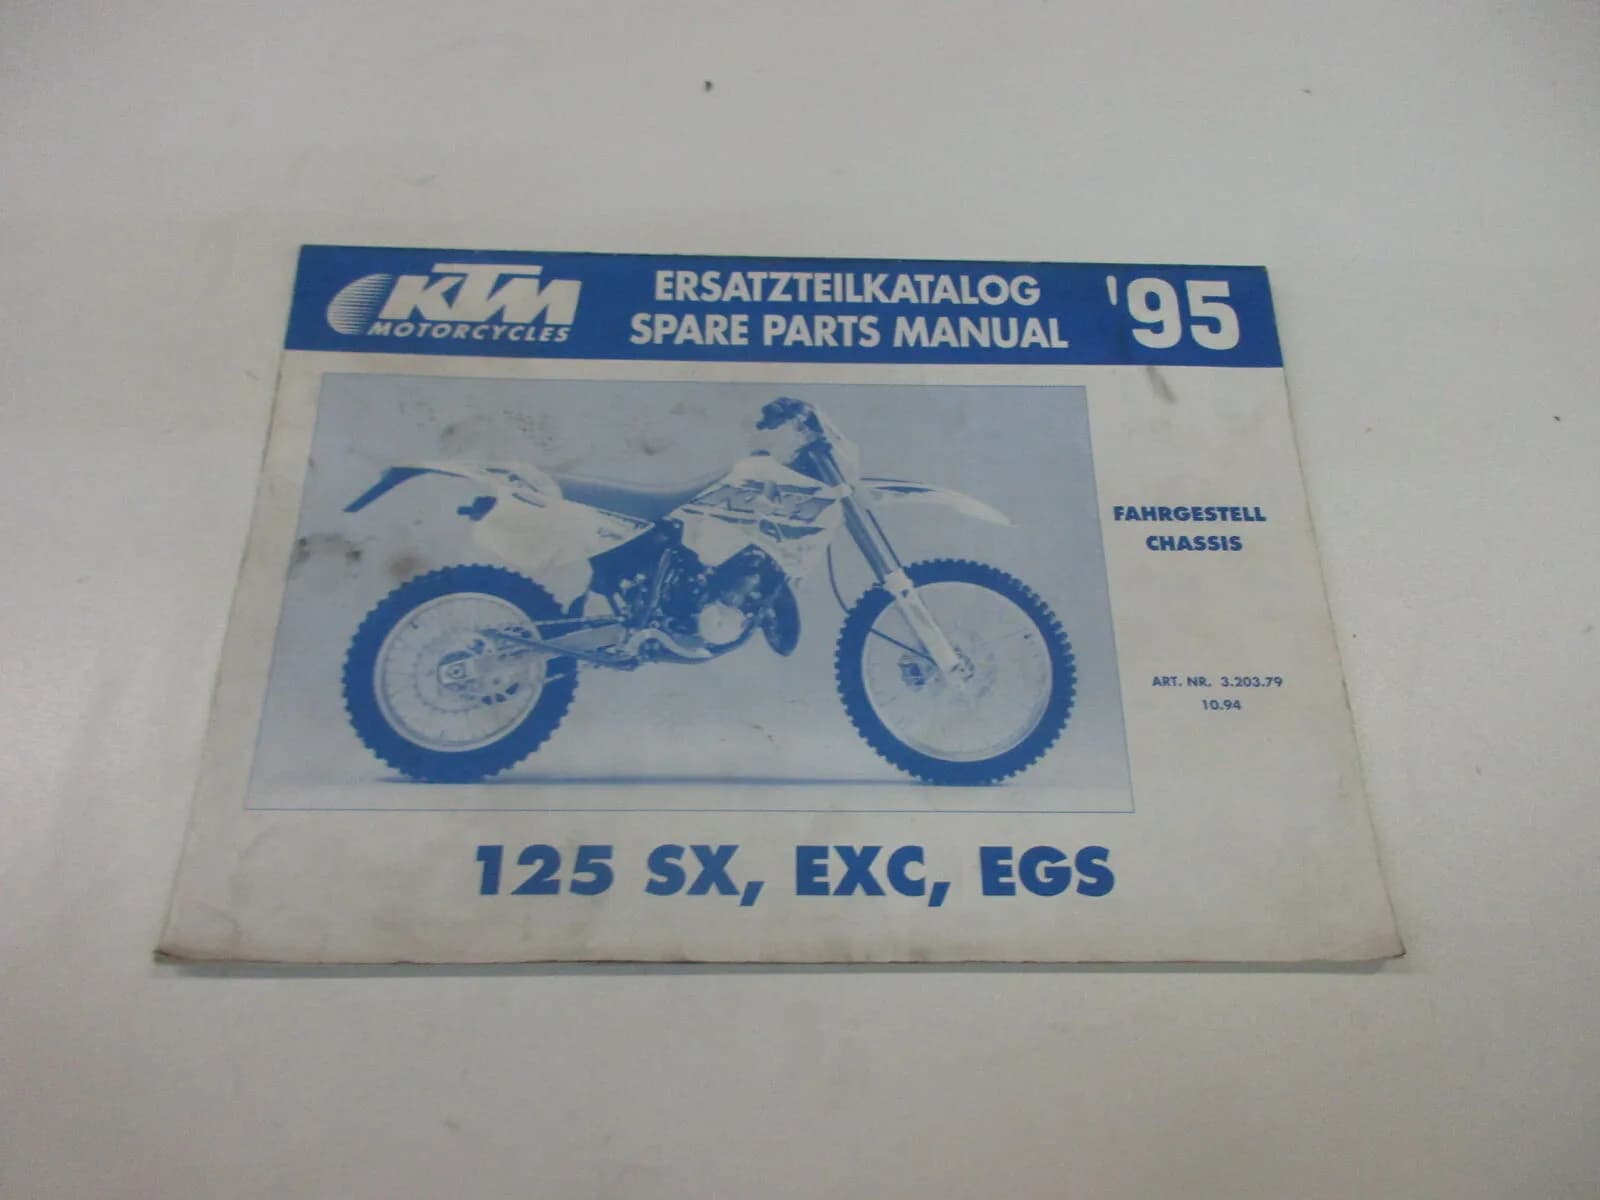 KTM
MOTORCYCLES
ERSATZTEILKATALOG
SPARE PARTS MANUAL
'95
FAHRGESTELL
CHASSIS
ART. NR. 3.203.79
10.94
125 SX, EXC, EGS